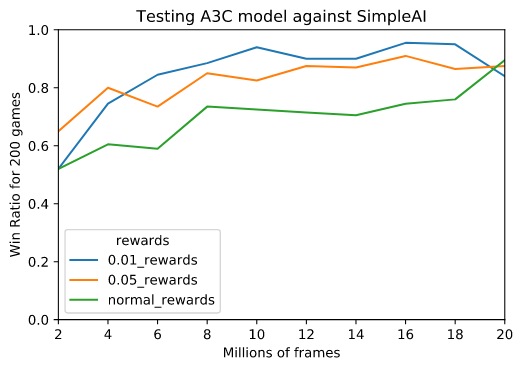 Testing A3C model against SimpleAI
Win Ratio for 200 games
1.0
0.8
0.6
0.4
0.2
0.0
rewards
0.01_rewards
0.05_rewards
normal_rewards
2 4 6 8 10 12 14 16 18 20
Millions of frames